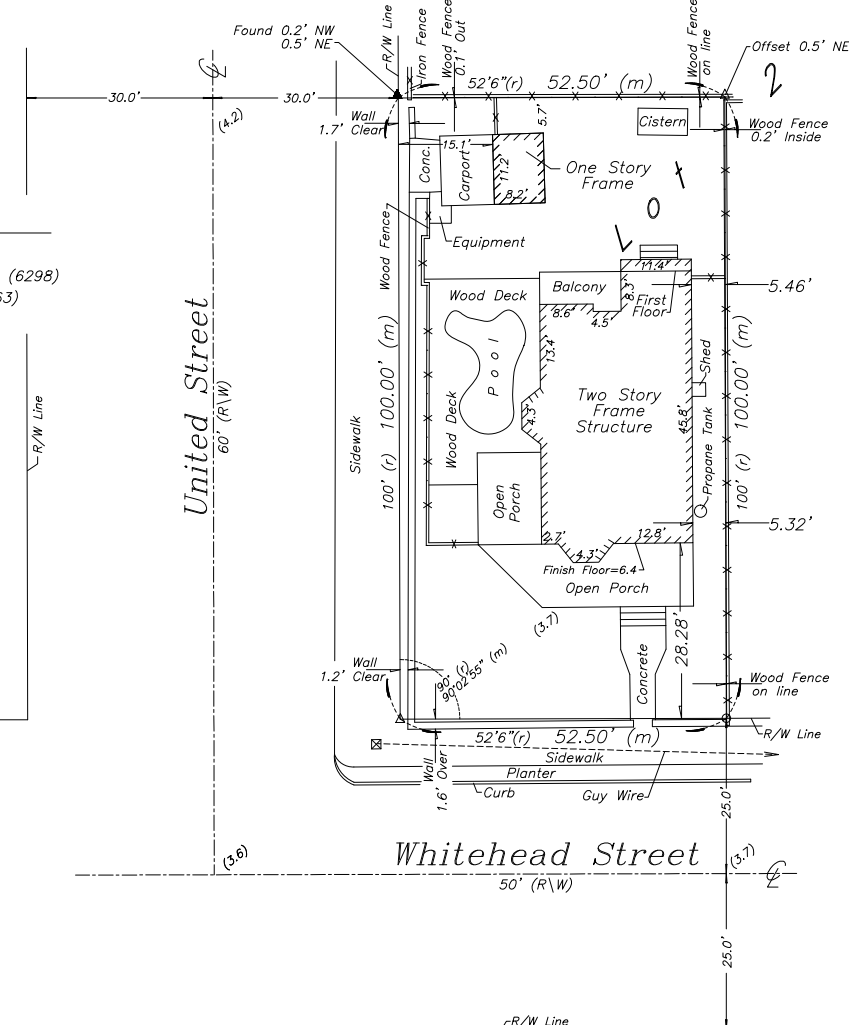 Found 0.2' NW
0.5' NE
R/W Line
Iron Fence
Wood Fence
0.1' Out
52'6"(r)
52.50' (m)
Wood Fence
on line
Offset 0.5' NE
30.0'
30.0'
(4.2)
Wall
1.7' Clear
15.1'
5.7'
Cistern
Wood Fence
0.2' Inside
Conc.
Carport
11.2'
8.2'
One Story
Frame
Lot 2
Wood Fence
Equipment
(6298)
63)
Wood Deck
Balcony
11.4'
8.3'
First
Floor
5.46'
8.6'
4.5'
13.4'
Pool
United Street
60' (R\W)
100' (r) 100.00' (m)
Sidewalk
R/W Line
Wood Deck
4.3'
Two Story
Frame
Structure
45.8'
Shed
Propane Tank
100' (r) 100.00' (m)
Open
Porch
5.32'
2.7'
4.3'
12.8'
Finish Floor=6.4
Open Porch
(3.7)
28.28'
Wall
1.2' Clear
90' (r)
90°02'55" (m)
Concrete
Wood Fence
on line
52'6"(r)
52.50' (m)
R/W Line
Wall
1.6' Over
Sidewalk
Planter
Curb
Guy Wire
25.0'
(3.6)
Whitehead Street
50' (R\W)
(3.7)
25.0'
R/W Line